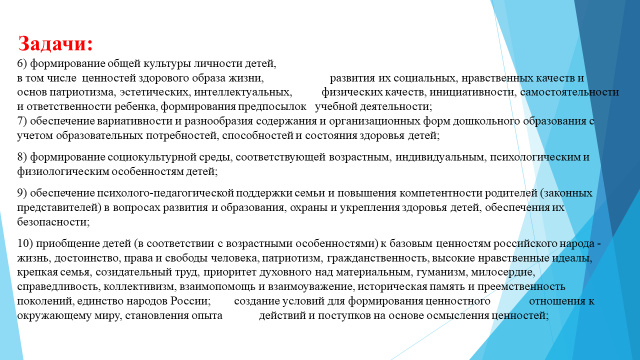 Задачи:
6) формирование общей культуры личности детей,
в том числе ценностей здорового образа жизни, развития их социальных, нравственных качеств и
основ патриотизма, эстетических, интеллектуальных, физических качеств, инициативности, самостоятельности
и ответственности ребенка, формирования предпосылок учебной деятельности;
7) обеспечение вариативности и разнообразия содержания и организационных форм дошкольного образования с
учетом образовательных потребностей, способностей и состояния здоровья детей;
8) формирование социокультурной среды, соответствующей возрастным, индивидуальным, психологическим и
физиологическим особенностям детей;
9) обеспечение психолого-педагогической поддержки семьи и повышения компетентности родителей (законных
представителей) в вопросах развития и образования, охраны и укрепления здоровья детей, обеспечения их
безопасности;
10) приобщение детей (в соответствии с возрастными особенностями) к базовым ценностям российского народа -
жизнь, достоинство, права и свободы человека, патриотизм, гражданственность, высокие нравственные идеалы,
крепкая семья, созидательный труд, приоритет духовного над материальным, гуманизм, милосердие,
справедливость, коллективизм, взаимопомощь и взаимоуважение, историческая память и преемственность
поколений, единство народов России; создание условий для формирования ценностного отношения к
окружающему миру, становления опыта действий и поступков на основе осмысления ценностей;